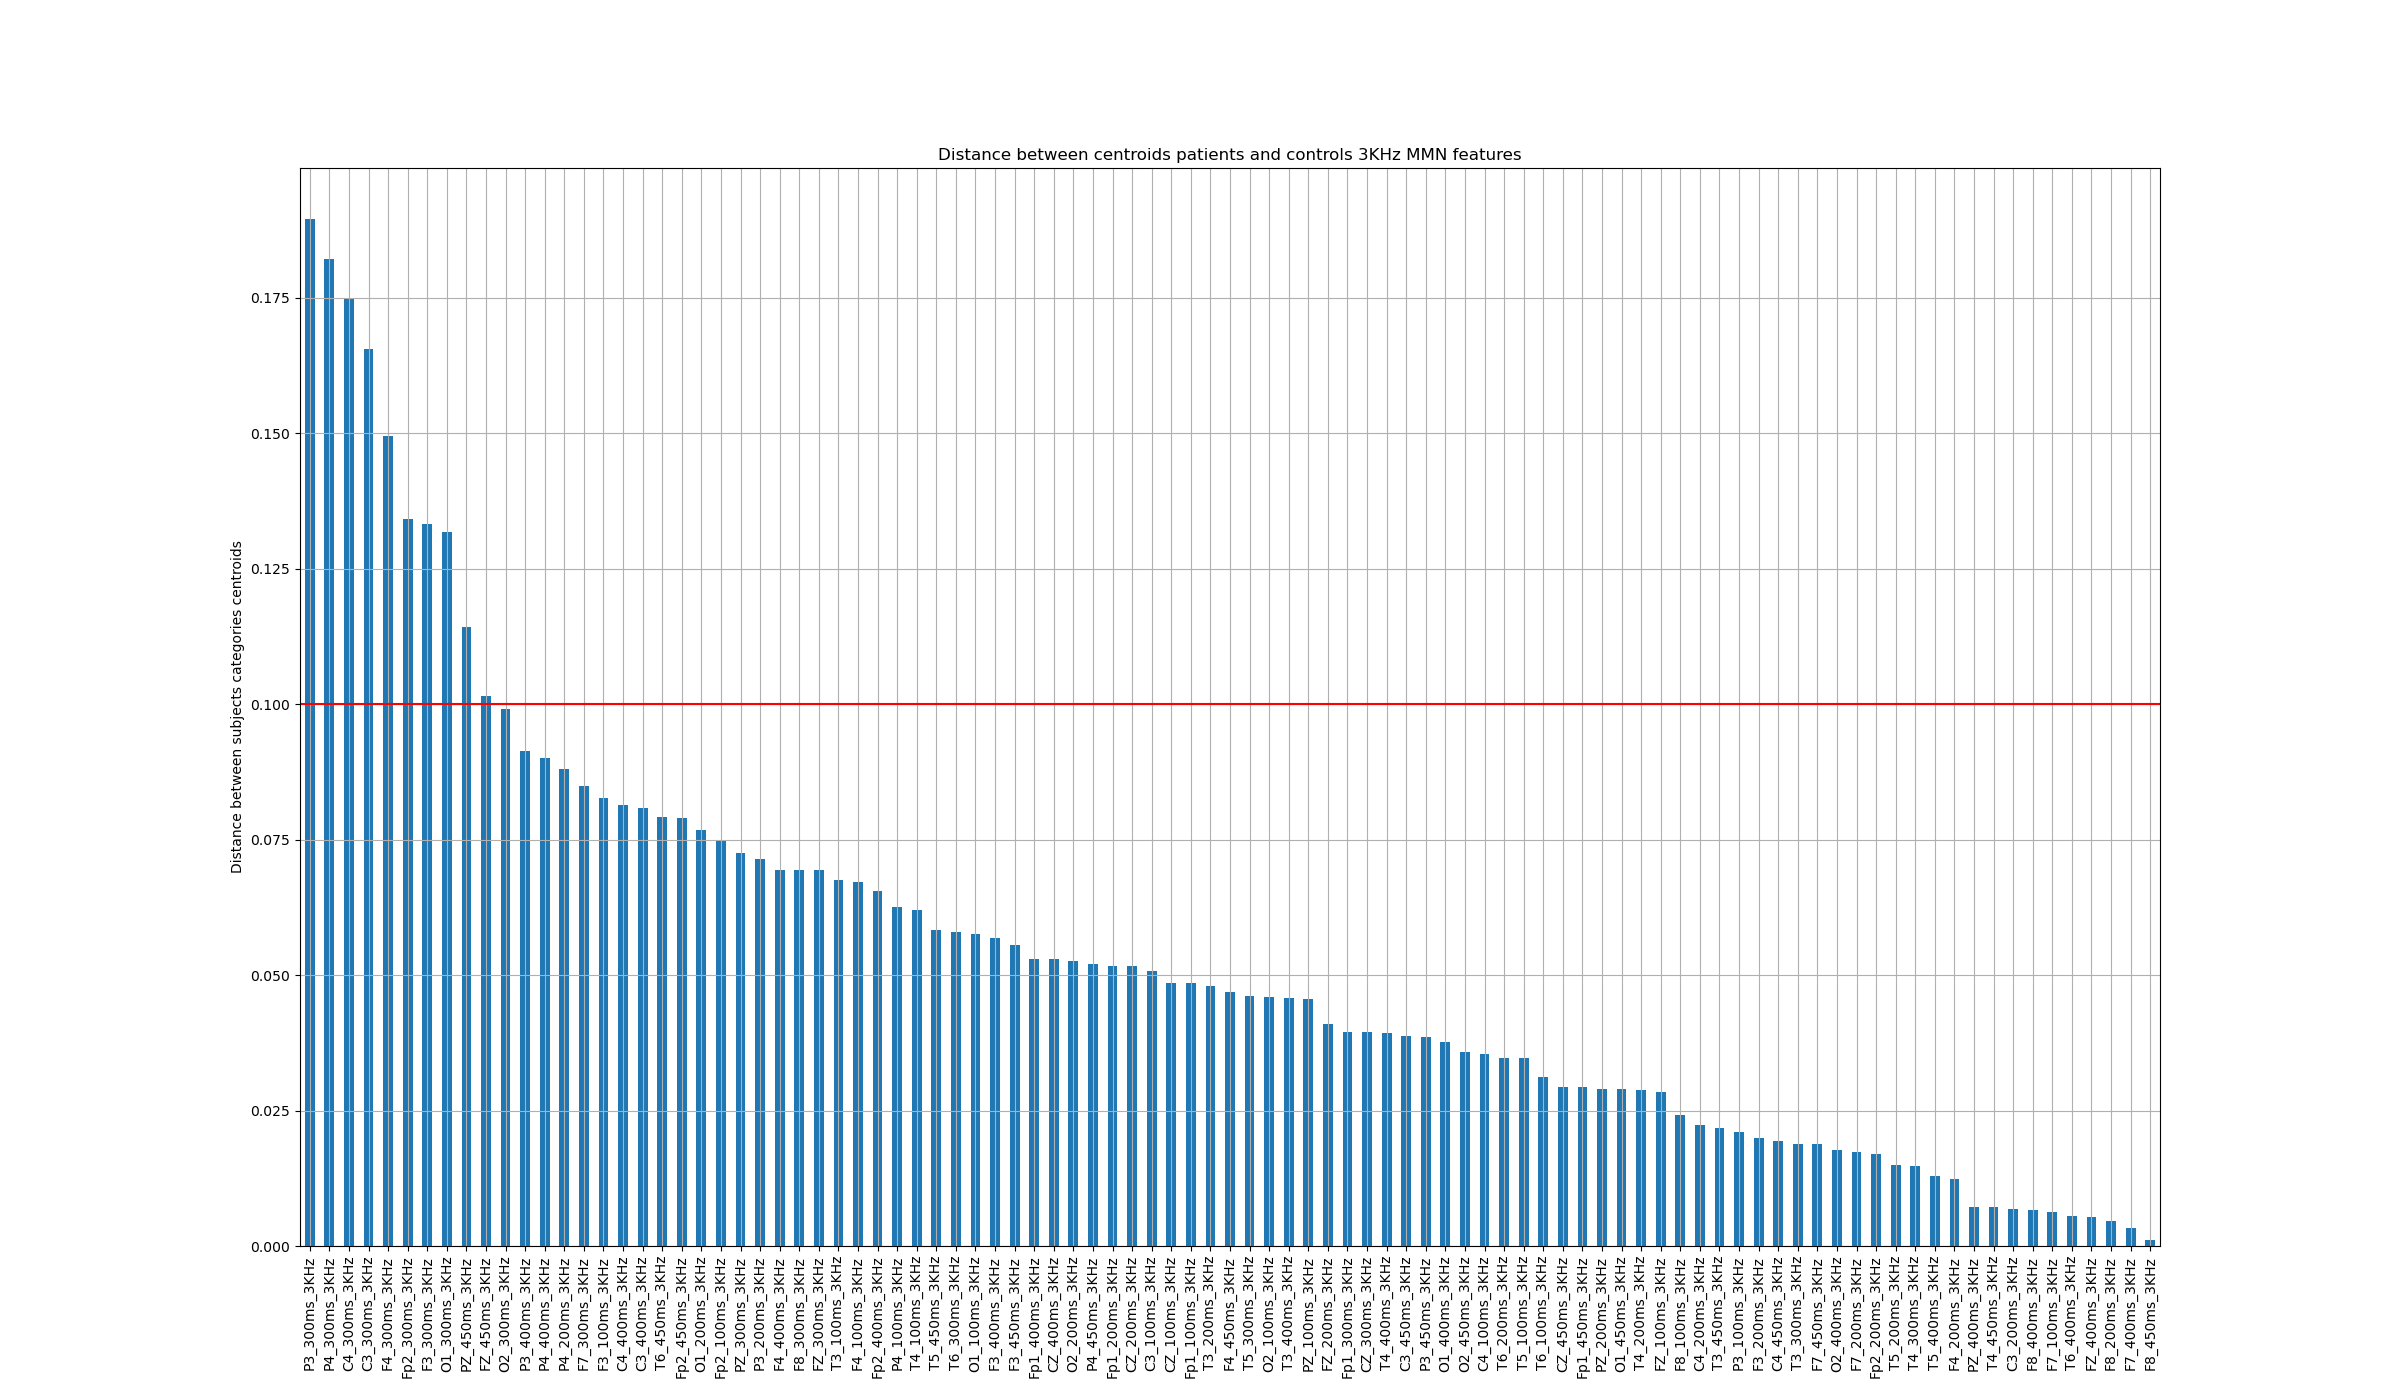 Distance between centroids patients and controls 3KHz MMN features
Distance between subjects categories centroids
0.175
0.150
0.125
0.100
0.075
0.050
0.025
0.000
P3_300ms_3KHz
P4_300ms_3KHz
C4_300ms_3KHz
C3_300ms_3KHz
F4_300ms_3KHz
Fp2_300ms_3KHz
F3_300ms_3KHz
O1_300ms_3KHz
PZ_450ms_3KHz
FZ_450ms_3KHz
O2_300ms_3KHz
P3_400ms_3KHz
P4_400ms_3KHz
P4_200ms_3KHz
F7_300ms_3KHz
F3_100ms_3KHz
C4_400ms_3KHz
C3_400ms_3KHz
T6_450ms_3KHz
Fp2_450ms_3KHz
O1_200ms_3KHz
Fp2_100ms_3KHz
PZ_300ms_3KHz
P3_200ms_3KHz
F4_400ms_3KHz
F8_300ms_3KHz
FZ_300ms_3KHz
T3_100ms_3KHz
F4_100ms_3KHz
Fp2_400ms_3KHz
P4_100ms_3KHz
T4_100ms_3KHz
T5_450ms_3KHz
T6_300ms_3KHz
O1_100ms_3KHz
F3_400ms_3KHz
F3_450ms_3KHz
Fp1_400ms_3KHz
CZ_400ms_3KHz
O2_200ms_3KHz
P4_450ms_3KHz
Fp1_200ms_3KHz
CZ_200ms_3KHz
C3_100ms_3KHz
CZ_100ms_3KHz
Fp1_100ms_3KHz
T3_200ms_3KHz
F4_450ms_3KHz
T5_300ms_3KHz
O2_100ms_3KHz
T3_400ms_3KHz
PZ_100ms_3KHz
FZ_200ms_3KHz
Fp1_300ms_3KHz
CZ_300ms_3KHz
T4_400ms_3KHz
C3_450ms_3KHz
P3_450ms_3KHz
O1_400ms_3KHz
O2_450ms_3KHz
C4_100ms_3KHz
T6_200ms_3KHz
T5_100ms_3KHz
T6_100ms_3KHz
CZ_450ms_3KHz
Fp1_450ms_3KHz
PZ_200ms_3KHz
O1_450ms_3KHz
T4_200ms_3KHz
FZ_100ms_3KHz
F8_100ms_3KHz
C4_200ms_3KHz
T3_450ms_3KHz
P3_100ms_3KHz
F3_200ms_3KHz
C4_450ms_3KHz
T3_300ms_3KHz
F7_450ms_3KHz
O2_400ms_3KHz
F7_200ms_3KHz
Fp2_200ms_3KHz
T5_200ms_3KHz
T4_300ms_3KHz
T5_400ms_3KHz
F4_200ms_3KHz
PZ_400ms_3KHz
T4_450ms_3KHz
C3_200ms_3KHz
F8_400ms_3KHz
F7_100ms_3KHz
T6_400ms_3KHz
FZ_400ms_3KHz
F8_200ms_3KHz
F7_400ms_3KHz
F8_450ms_3KHz